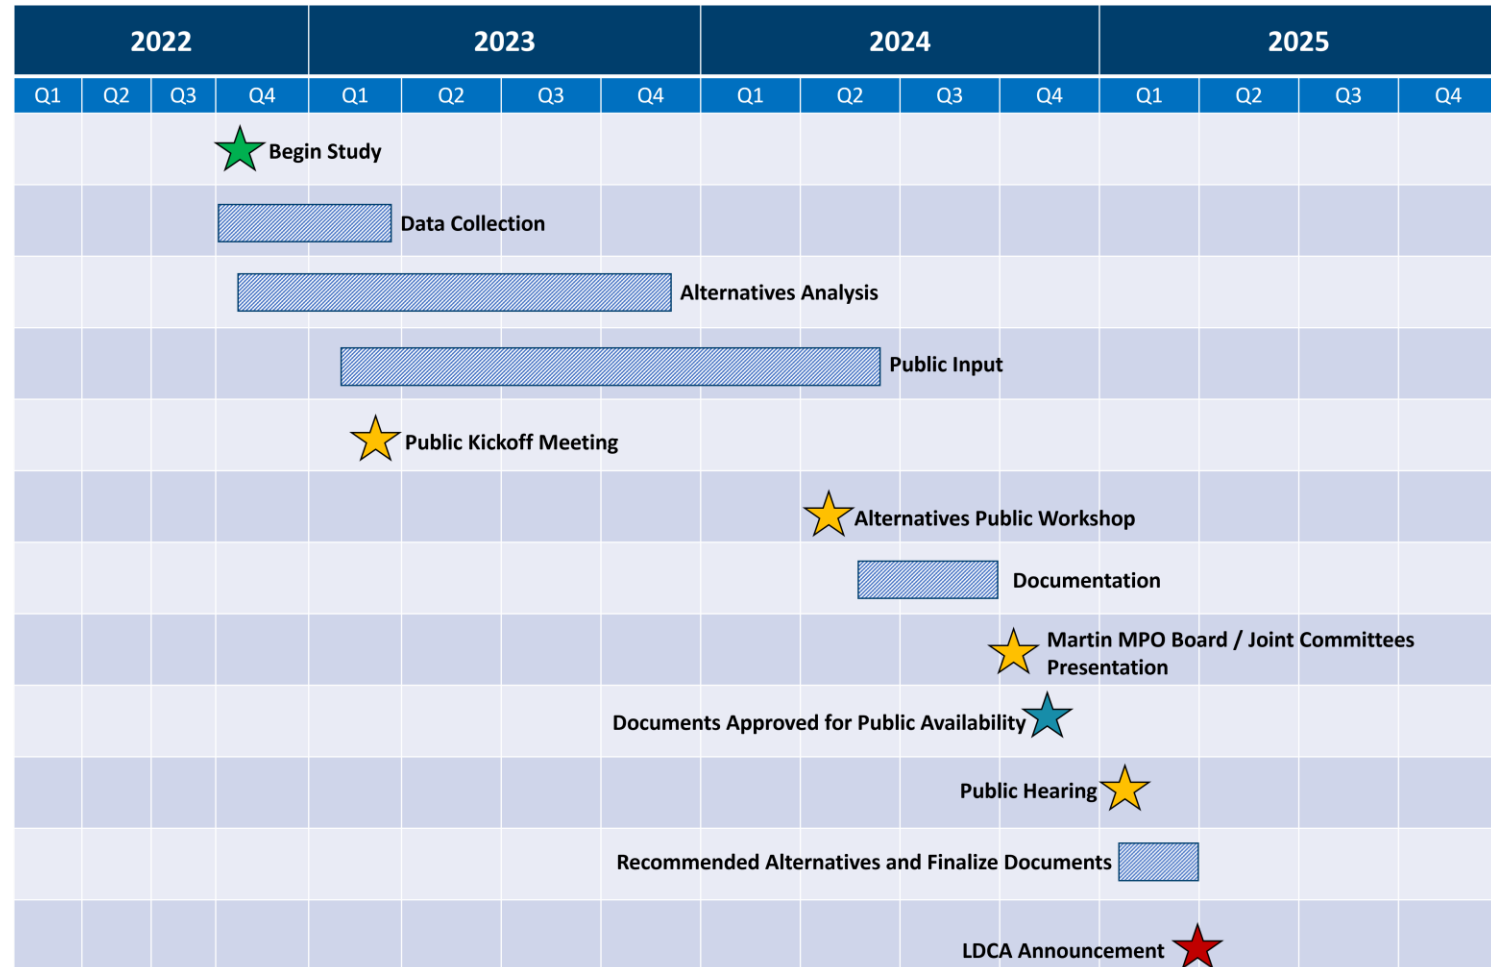 2022 2023 2024 2025
Q1 Q2 Q3 Q4 Q1 Q2 Q3 Q4 Q1 Q2 Q3 Q4 Q1 Q2 Q3 Q4
Begin Study
Data Collection
Alternatives Analysis
Public Input
Public Kickoff Meeting
Alternatives Public Workshop
Documentation
Martin MPO Board / Joint Committees
Presentation
Documents Approved for Public Availability
Public Hearing
Recommended Alternatives and Finalize Documents
LDCA Announcement